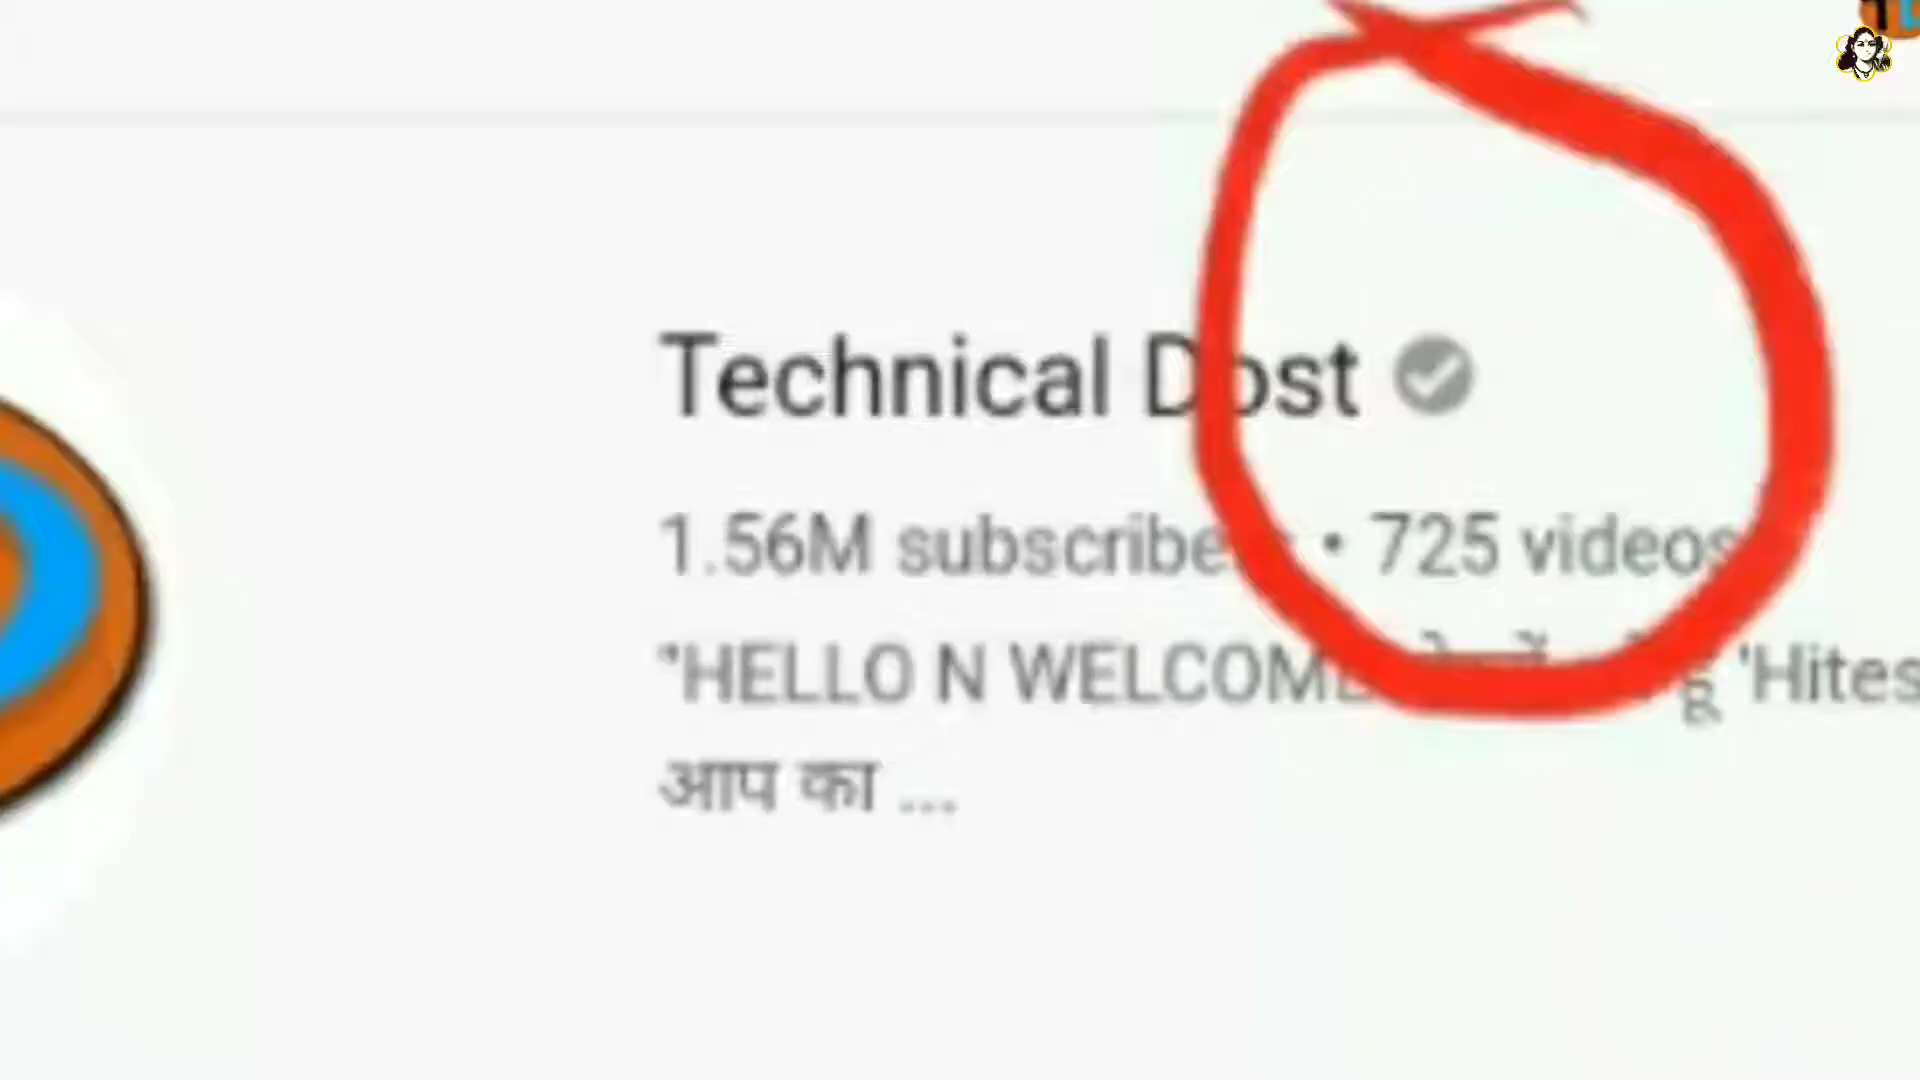 Technical Dost
1.56M subscribe • 725 videos
"HELLO N WELCOME हूँ 'Hites
आप का ...